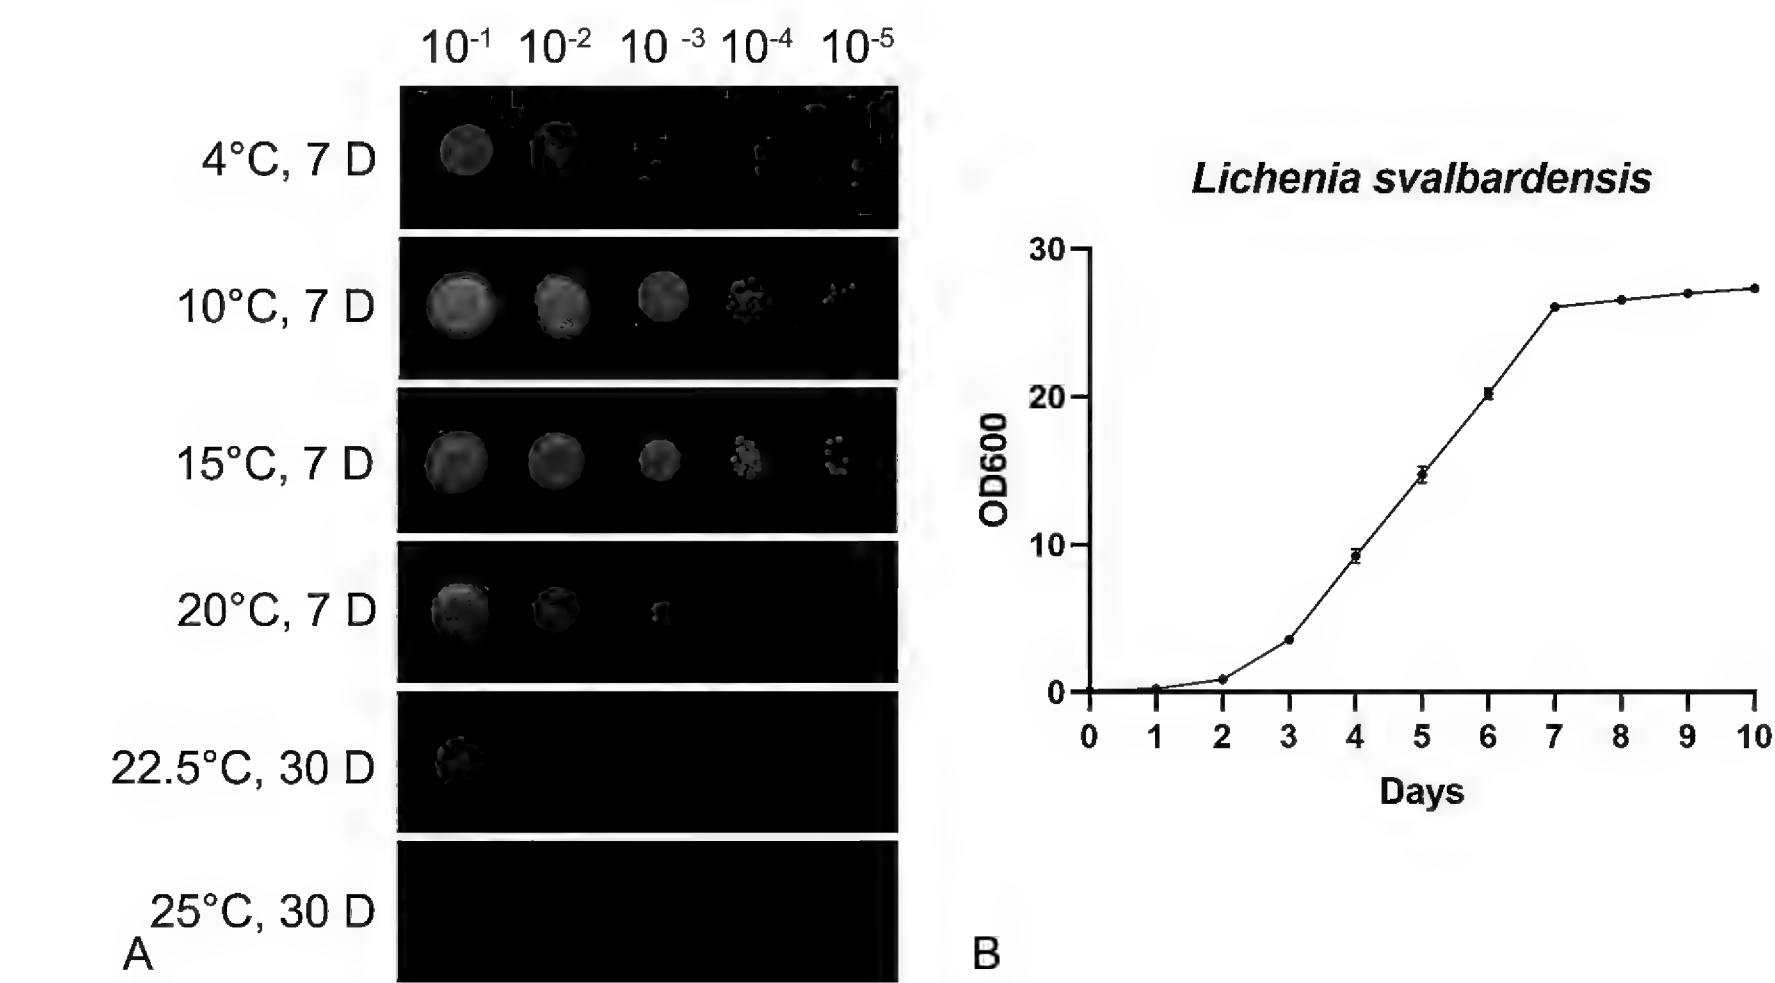 10-1 10-2 10 -3 10-4 10-5
4°C, 7 D
10°C, 7 D
15°C, 7 D
20°C, 7 D
22.5°C, 30 D
25°C, 30 D
A
Lichenia svalbardensis
30
20
10
0
OD600
0 1 2 3 4 5 6 7 8 9 10
Days
B